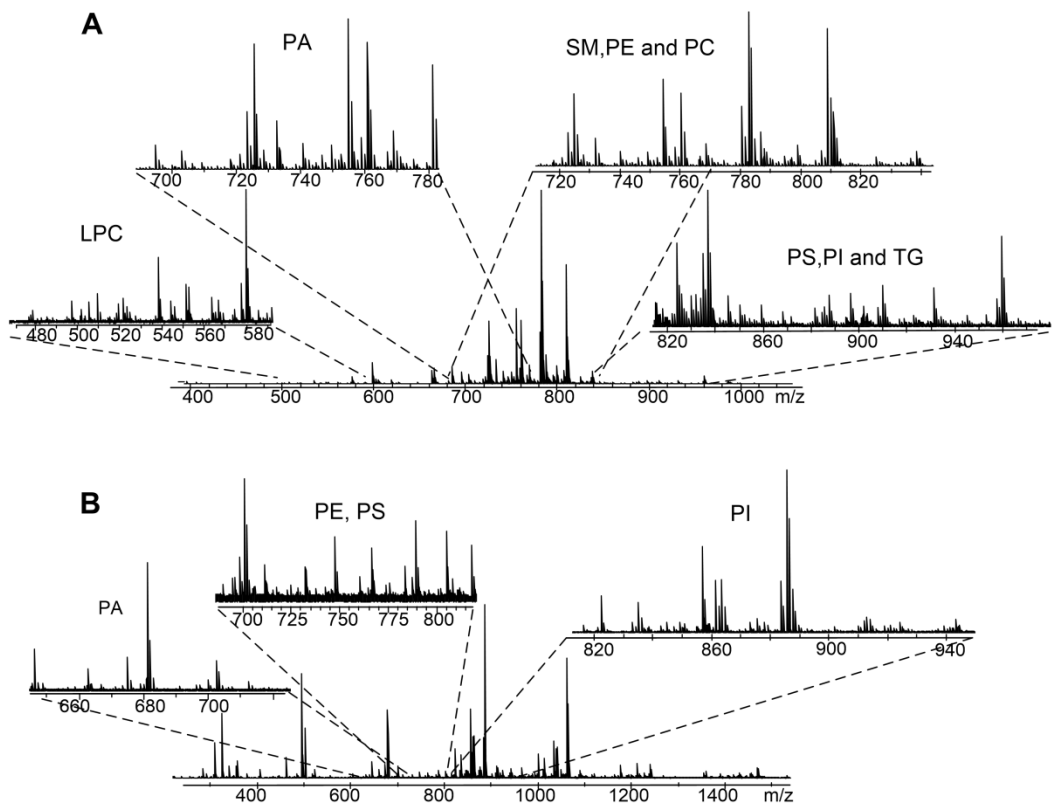 A
PA
SM,PE and PC
700 720 740 760 780
720 740 760 780 800 820
LPC
PS,PI and TG
480 500 520 540 560 580
820 860 900 940
400 500 600 700 800 900 1000 m/z
B
PE, PS
PI
PA
700 725 750 775 800
820 860 900 940
660 680 700
400 600 800 1000 1200 1400 m/z